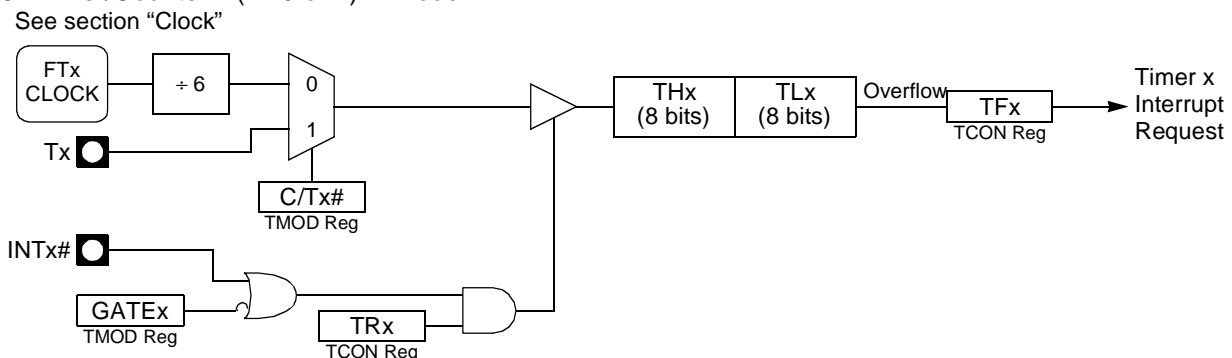 See section “Clock”
FTx
CLOCK
÷ 6
0
1
Tx
C/Tx#
TMOD Reg
THx
(8 bits)
TLx
(8 bits)
Overflow
TFx
TCON Reg
Timer x
Interrupt
Request
INTx#
GATEx
TMOD Reg
TRx
TCON Reg